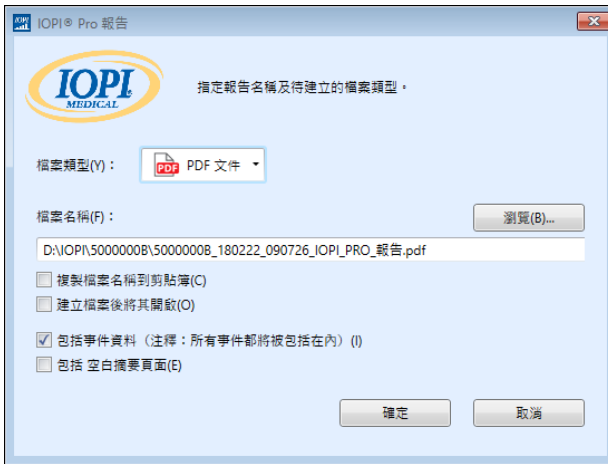 IOPI® Pro 報告
IOPI
MEDICAL
指定報告名稱及待建立的檔案類型。
檔案類型(Y)：
PDF 文件
檔案名稱(F)：
瀏覽(B)...
D:\IOPI\5000000B\5000000B_180222_090726_IOPI_PRO_報告.pdf
複製檔案名稱到剪貼簿(C)
建立檔案後將其開啟(O)
包括事件資料（注釋：所有事件都將被包括在內）(I)
包括 空白摘要頁面(E)
確定
取消